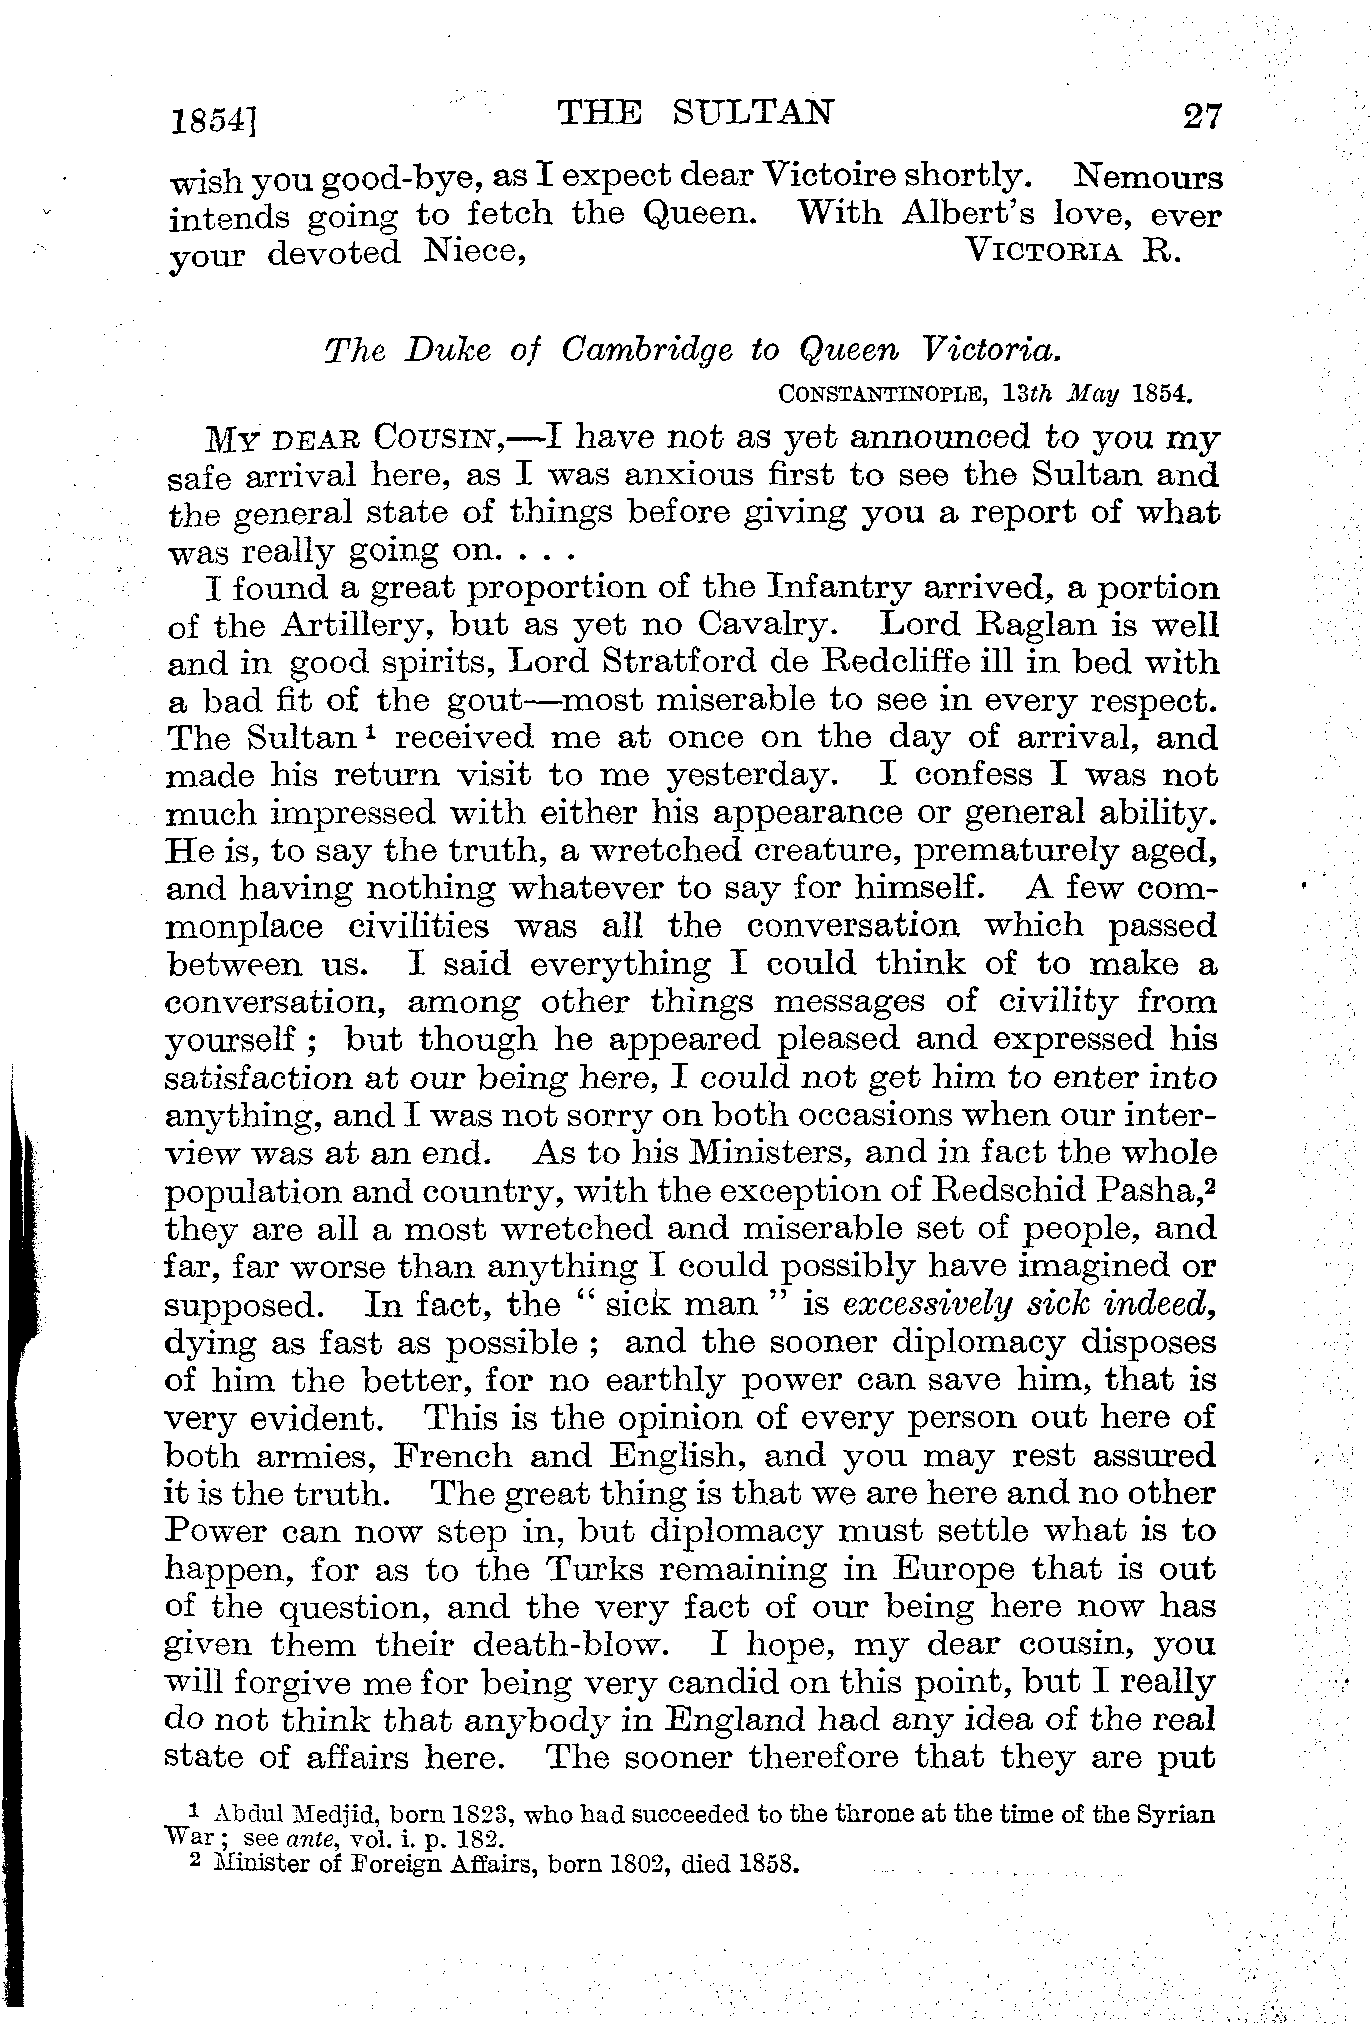 1854] THE SULTAN 27
wish you good-bye, as I expect dear Victoire shortly. Nemours
intends going to fetch the Queen. With Albert's love, ever
your devoted Niece, VICTORIA R.
The Duke of Cambridge to Queen Victoria.
CONSTANTINOPLE, 13th May 1854.
MY DEAR COUSIN,—I have not as yet announced to you my
safe arrival here, as I was anxious first to see the Sultan and
the general state of things before giving you a report of what
was really going on. . . .
I found a great proportion of the Infantry arrived, a portion
of the Artillery, but as yet no Cavalry. Lord Raglan is well
and in good spirits, Lord Stratford de Redcliffe ill in bed with
a bad fit of the gout—most miserable to see in every respect.
The Sultan ¹ received me at once on the day of arrival, and
made his return visit to me yesterday. I confess I was not
much impressed with either his appearance or general ability.
He is, to say the truth, a wretched creature, prematurely aged,
and having nothing whatever to say for himself. A few com-
monplace civilities was all the conversation which passed
between us. I said everything I could think of to make a
conversation, among other things messages of civility from
yourself ; but though he appeared pleased and expressed his
satisfaction at our being here, I could not get him to enter into
anything, and I was not sorry on both occasions when our inter-
view was at an end. As to his Ministers, and in fact the whole
population and country, with the exception of Redschid Pasha,²
they are all a most wretched and miserable set of people, and
far, far worse than anything I could possibly have imagined or
supposed. In fact, the " sick man " is excessively sick indeed,
dying as fast as possible ; and the sooner diplomacy disposes
of him the better, for no earthly power can save him, that is
very evident. This is the opinion of every person out here of
both armies, French and English, and you may rest assured
it is the truth. The great thing is that we are here and no other
Power can now step in, but diplomacy must settle what is to
happen, for as to the Turks remaining in Europe that is out
of the question, and the very fact of our being here now has
given them their death-blow. I hope, my dear cousin, you
will forgive me for being very candid on this point, but I really
do not think that anybody in England had any idea of the real
state of affairs here. The sooner therefore that they are put
1 Abdul Medjid, born 1823, who had succeeded to the throne at the time of the Syrian
War ; see ante, vol. i. p. 182.
2 Minister of Foreign Affairs, born 1802, died 1858.